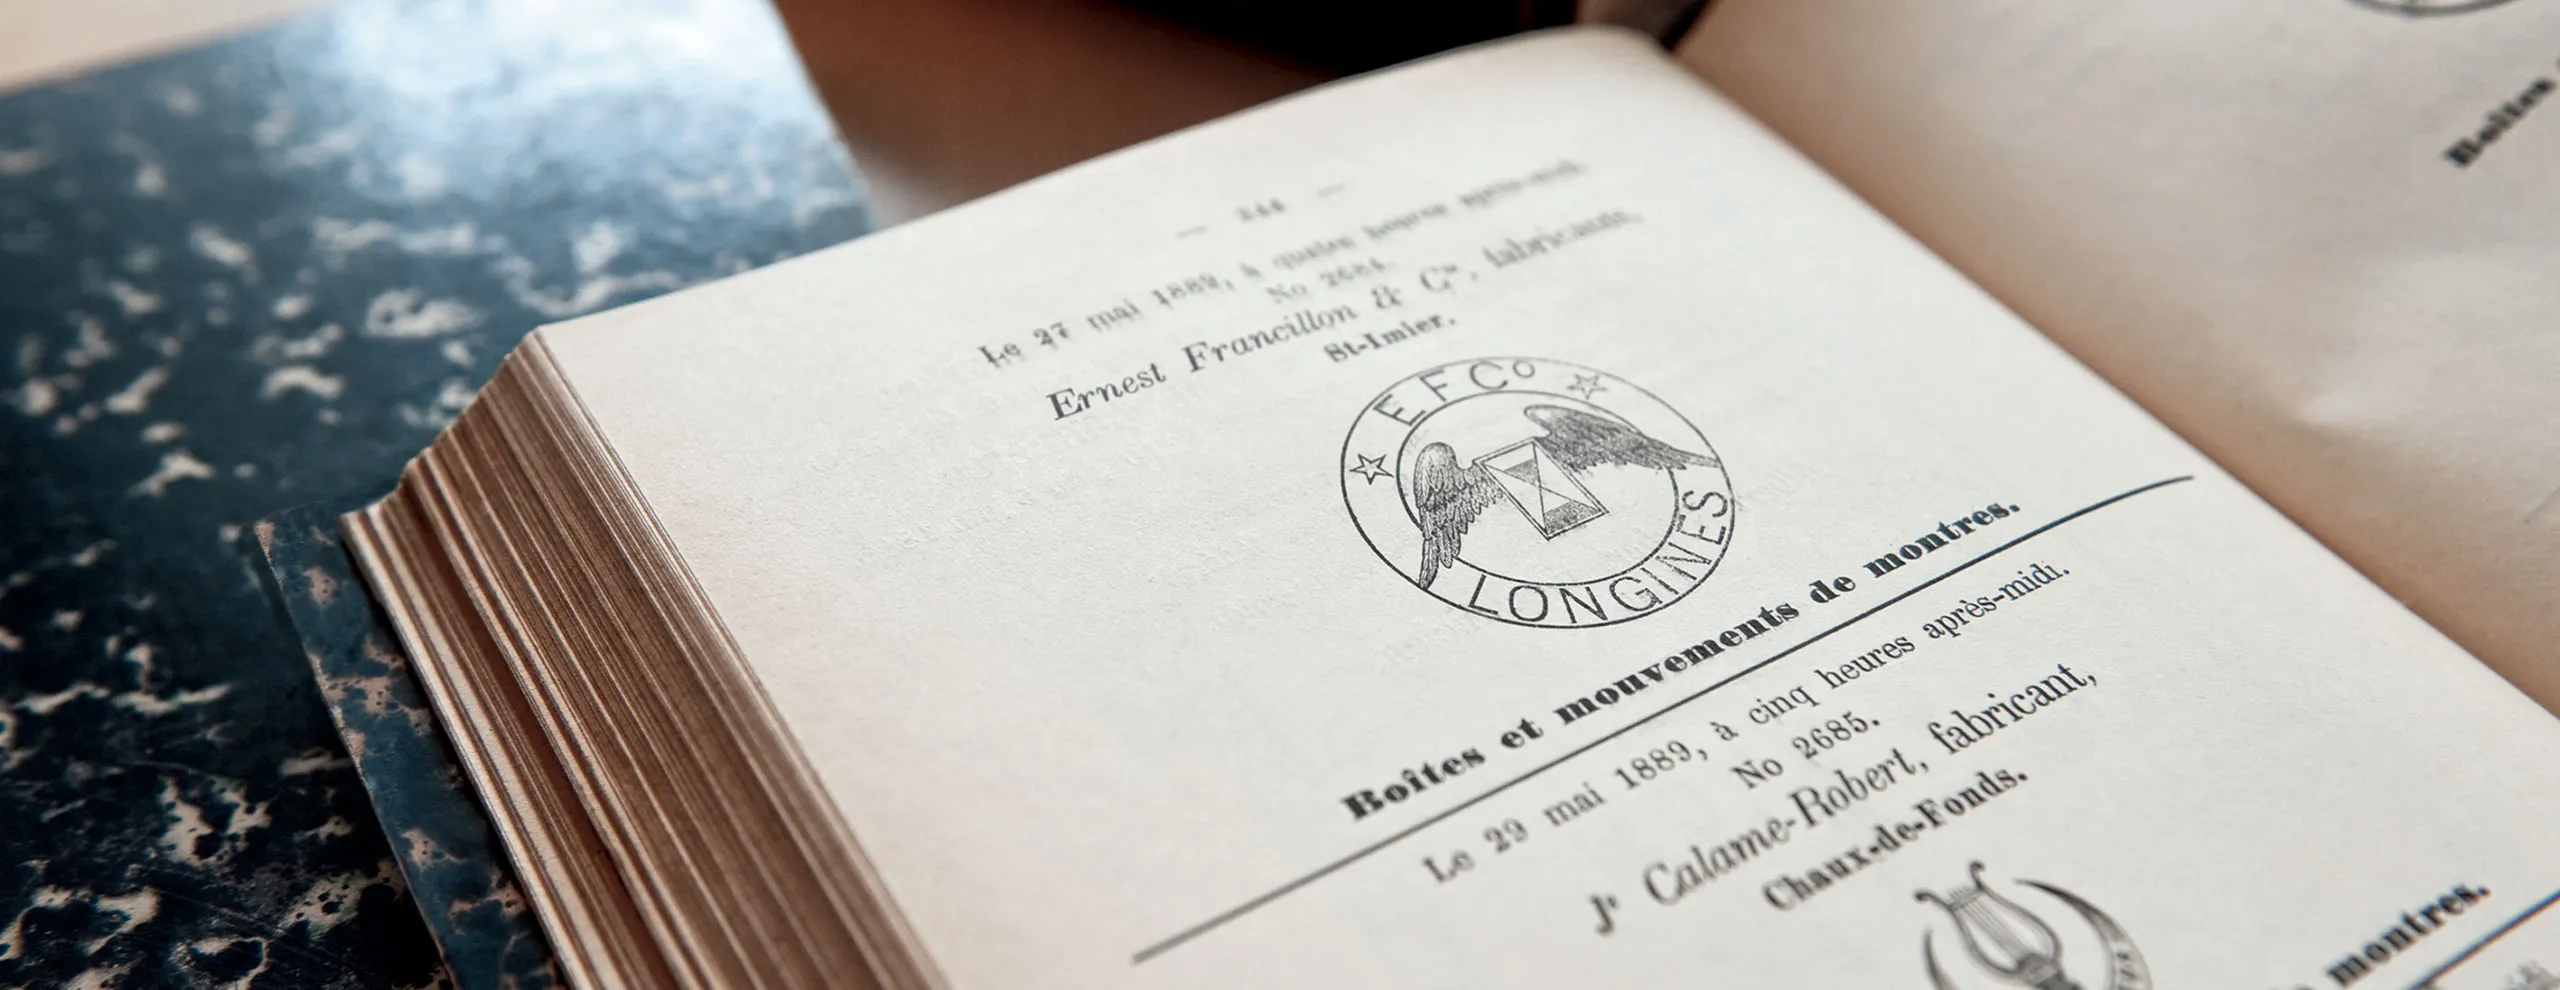 Le 27 mai 1889, à quatre heures après-midi.
No 2684.
Ernest Francillon & Cie, fabricants,
St-Imier.
E F Co
LONGINES
Boîtes et mouvements de montres.
Le 29 mai 1889, à cinq heures après-midi.
No 2685.
Jt Calame-Robert, fabricant,
Chaux-de-Fonds.
montres.
Boîtes